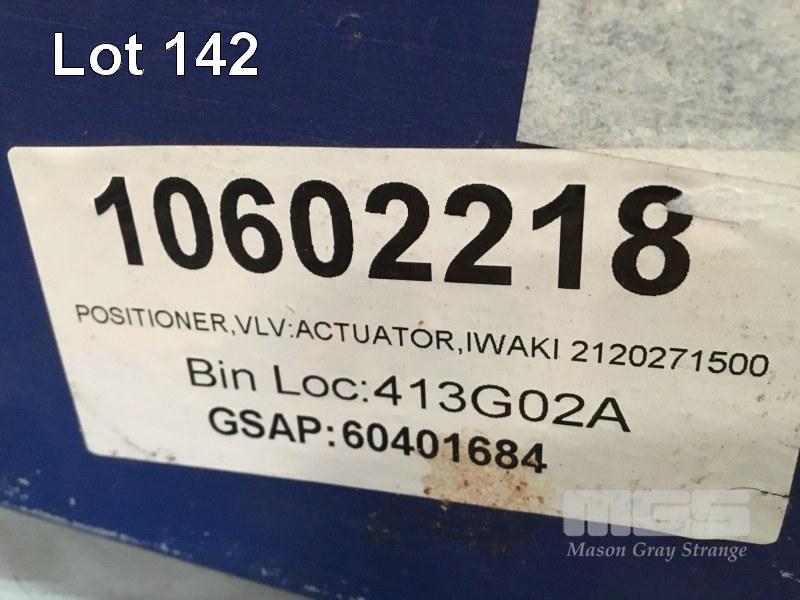 Lot 142
10602218
POSITIONER,VLV:ACTUATOR,IWAKI 2120271500
Bin Loc:413G02A
GSAP:60401684
MGS
Mason Gray Strange